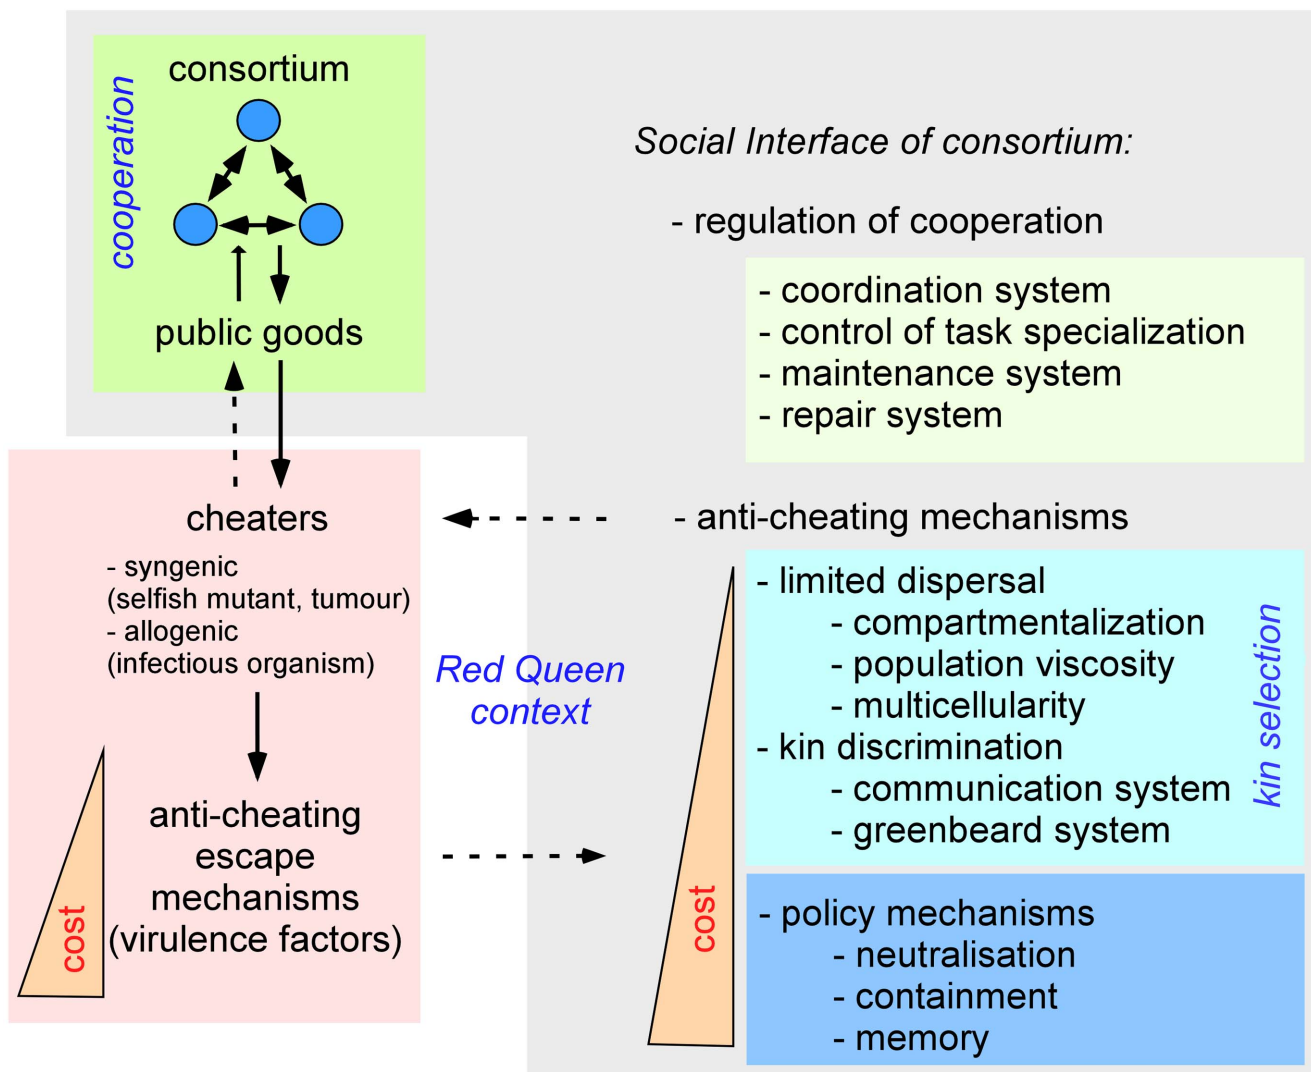 consortium
cooperation
public goods
Social Interface of consortium:
- regulation of cooperation
- coordination system
- control of task specialization
- maintenance system
- repair system
cheaters
- syngenic
(selfish mutant, tumour)
- allogenic
(infectious organism)
anti-cheating
escape
mechanisms
(virulence factors)
cost
Red Queen
context
- anti-cheating mechanisms
- limited dispersal
- compartmentalization
- population viscosity
- multicellularity
- kin discrimination
- communication system
- greenbeard system
kin selection
cost
- policy mechanisms
- neutralisation
- containment
- memory